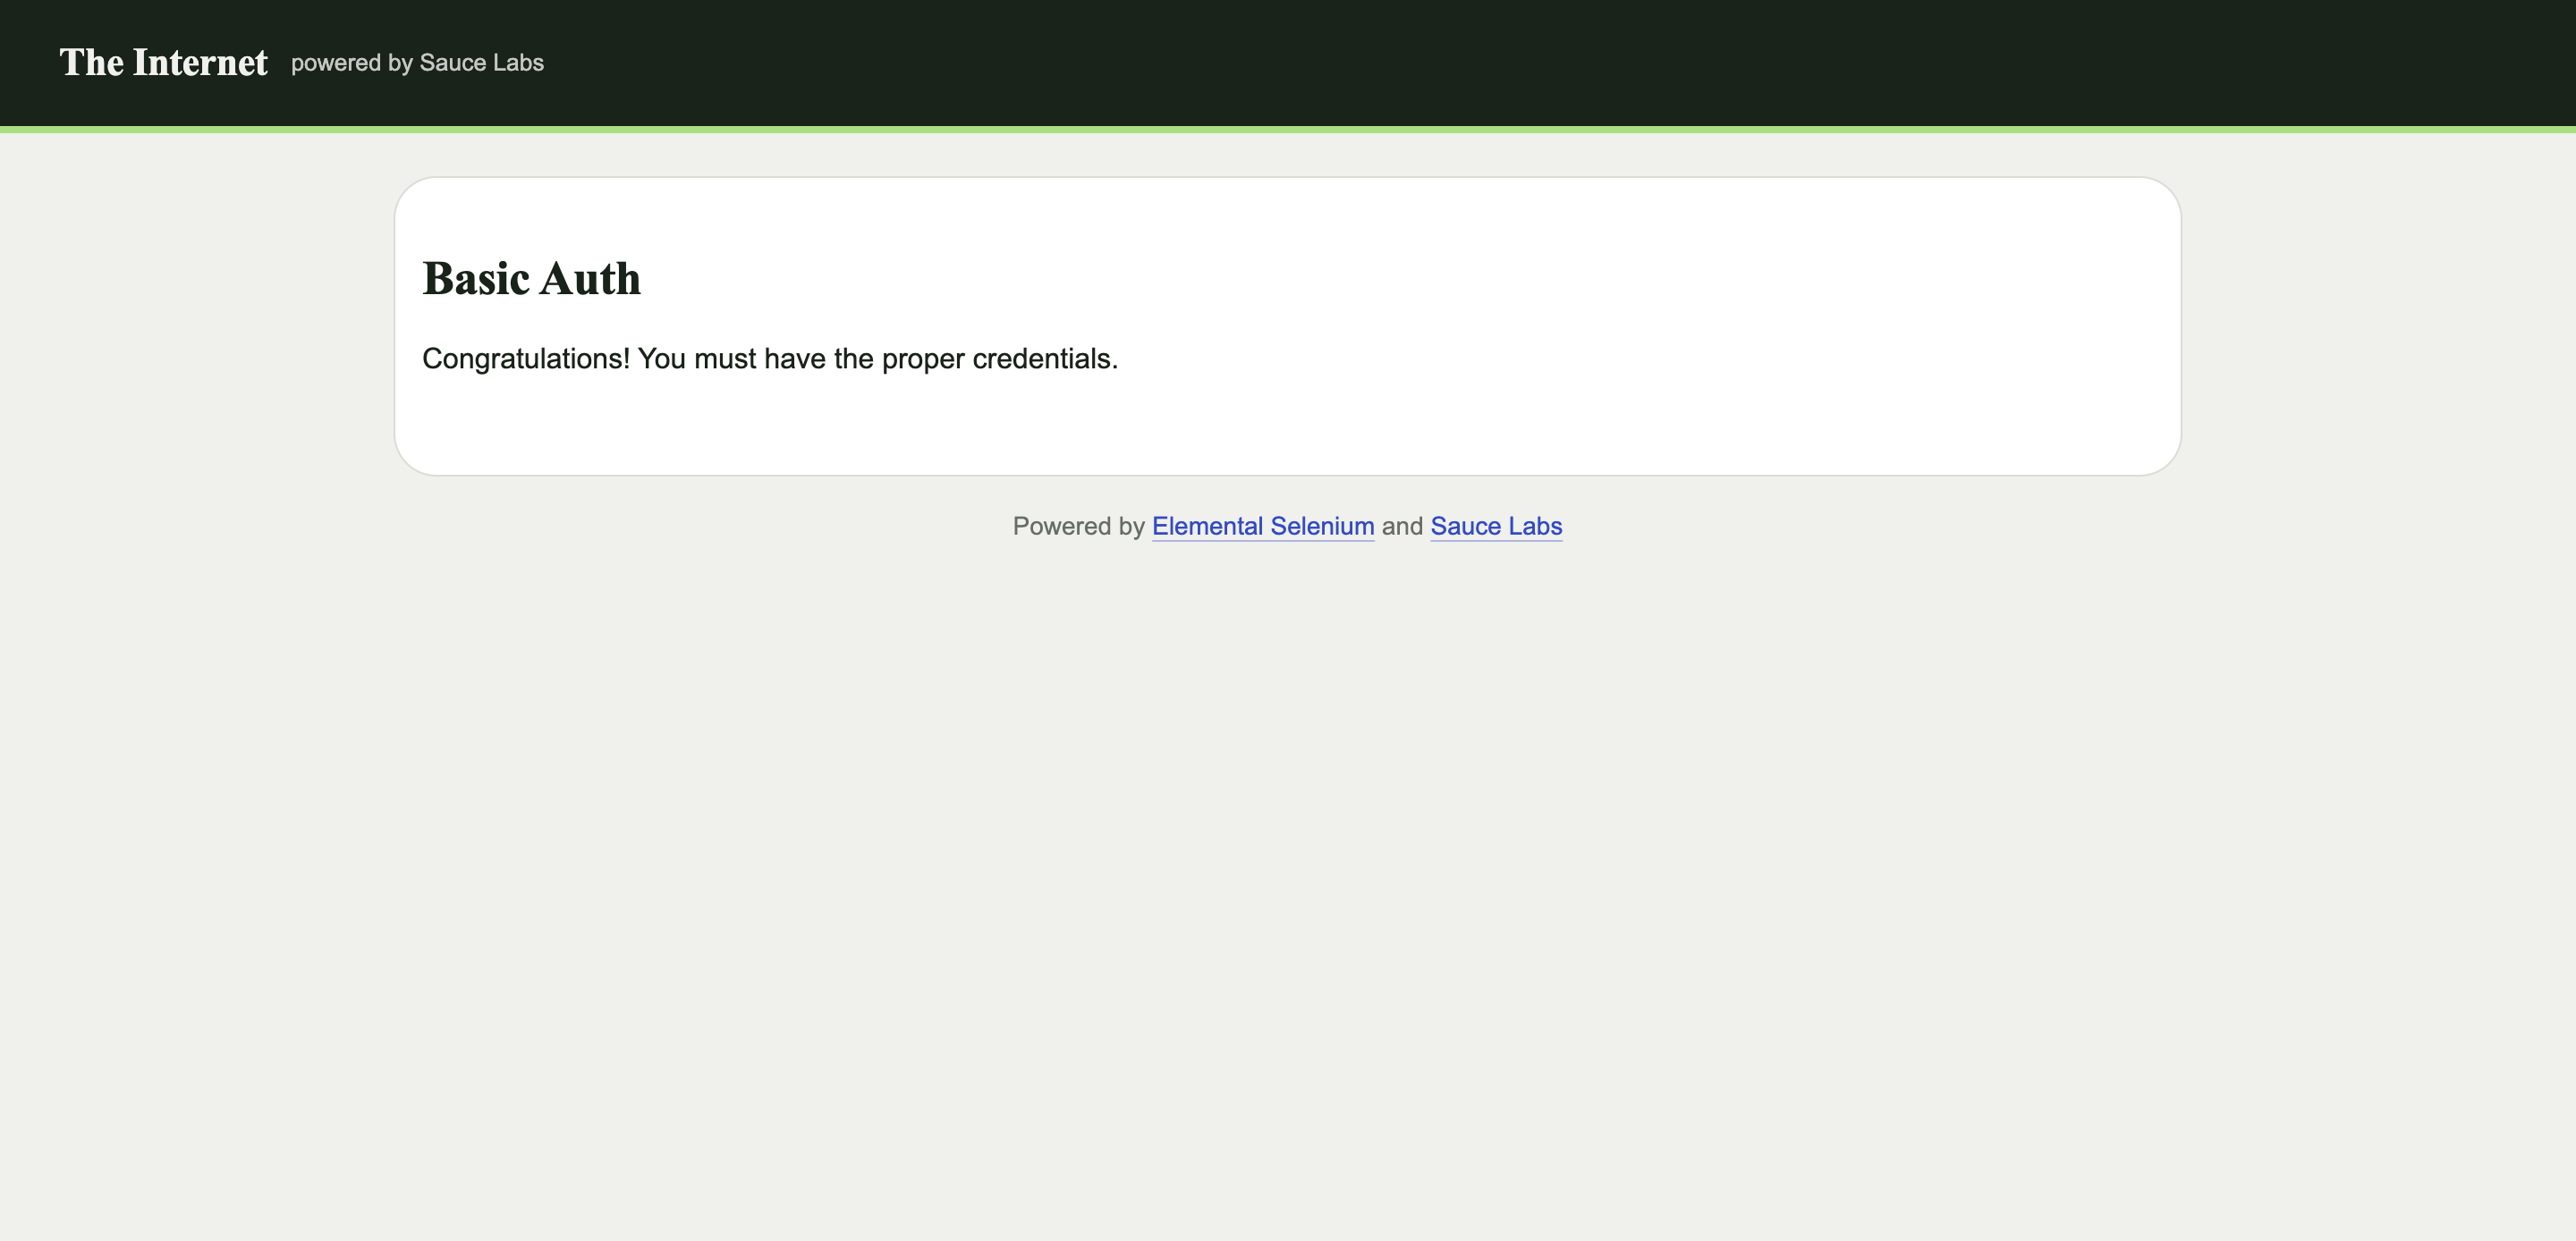 The Internet powered by Sauce Labs
Basic Auth
Congratulations! You must have the proper credentials.
Powered by Elemental Selenium and Sauce Labs